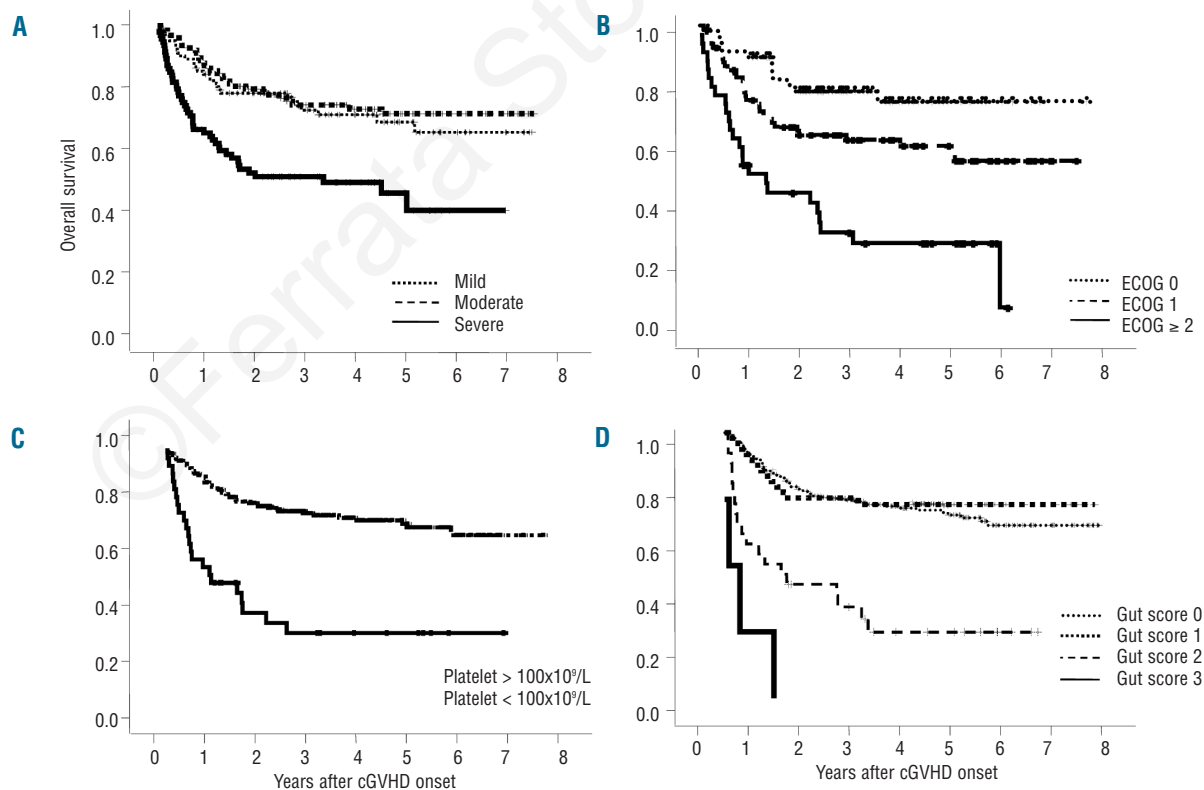 A
Overall survival
1.0
0.8
0.6
0.4
0.2
0.0
Mild
Moderate
Severe
0 1 2 3 4 5 6 7 8
B
1.0
0.8
0.6
0.4
0.2
0.0
ECOG 0
ECOG 1
ECOG ≥ 2
0 1 2 3 4 5 6 7 8
C
1.0
0.8
0.6
0.4
0.2
0.0
Platelet > 100x10⁹/L
Platelet < 100x10⁹/L
0 1 2 3 4 5 6 7 8
Years after cGVHD onset
D
1.0
0.8
0.6
0.4
0.2
0.0
Gut score 0
Gut score 1
Gut score 2
Gut score 3
0 1 2 3 4 5 6 7 8
Years after cGVHD onset
©Ferrata Sto